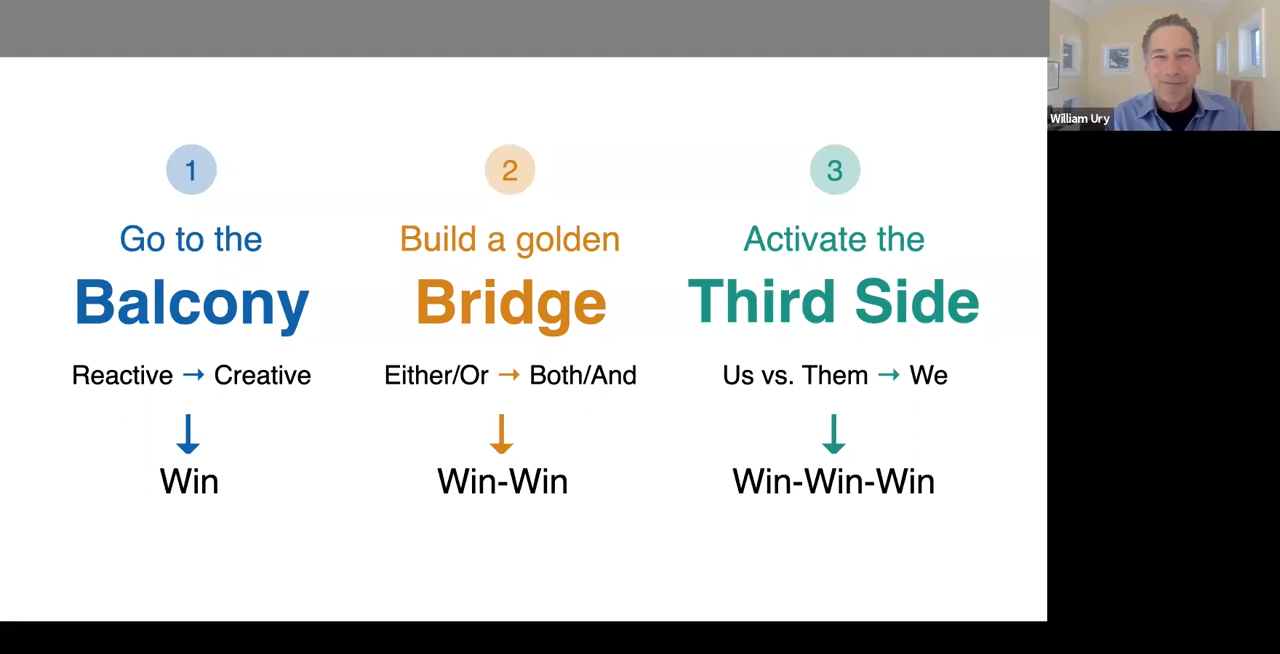 1
Go to the
Balcony
Reactive → Creative
↓
Win
2
Build a golden
Bridge
Either/Or → Both/And
↓
Win-Win
3
Activate the
Third Side
Us vs. Them → We
↓
Win-Win-Win
William Ury